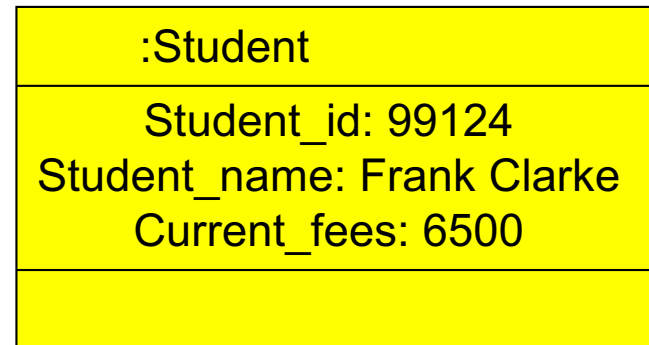 :Student
Student_id: 99124
Student_name: Frank Clarke
Current_fees: 6500